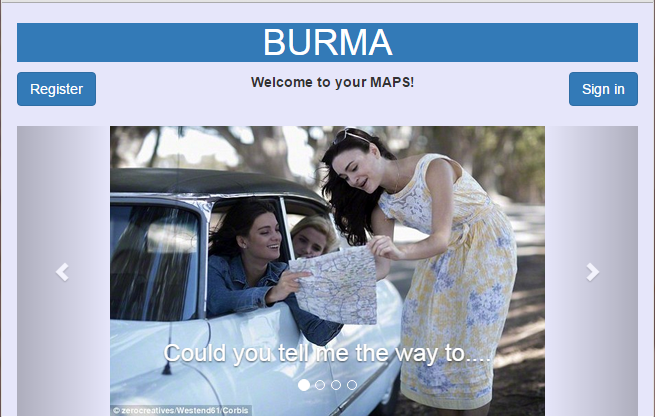 BURMA
Register
Welcome to your MAPS!
Sign in
Could you tell me the way to....
© zerocreatives/Westend61/Corbis